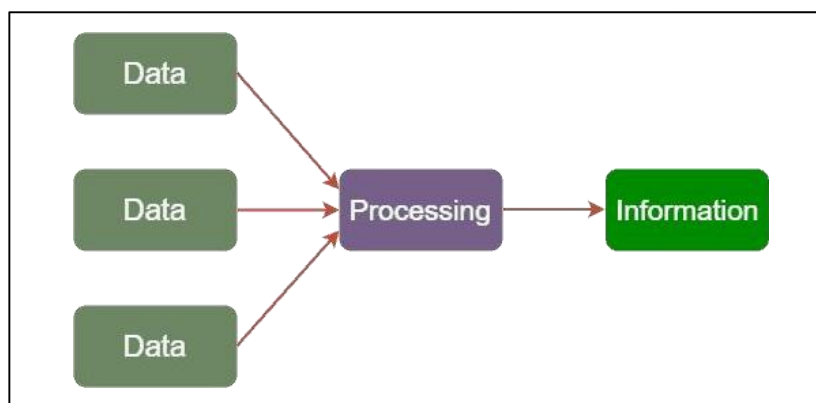 Data
Data
Processing
Information
Data